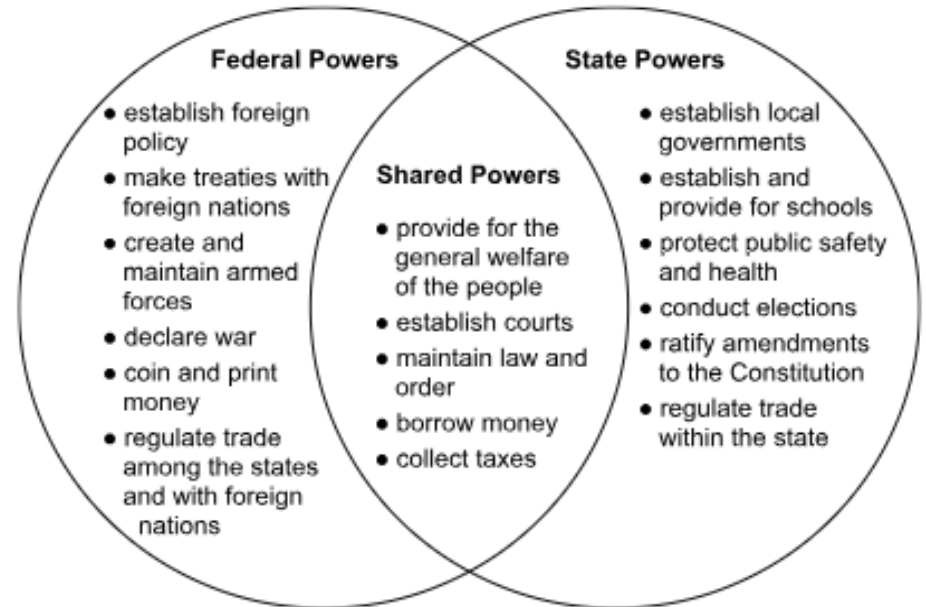 Federal Powers
● establish foreign
policy
● make treaties with
foreign nations
● create and
maintain armed
forces
● declare war
● coin and print
money
● regulate trade
among the states
and with foreign
nations
Shared Powers
● provide for the
general welfare
of the people
● establish courts
● maintain law and
order
● borrow money
● collect taxes
State Powers
● establish local
governments
● establish and
provide for schools
● protect public safety
and health
● conduct elections
● ratify amendments
to the Constitution
● regulate trade
within the state